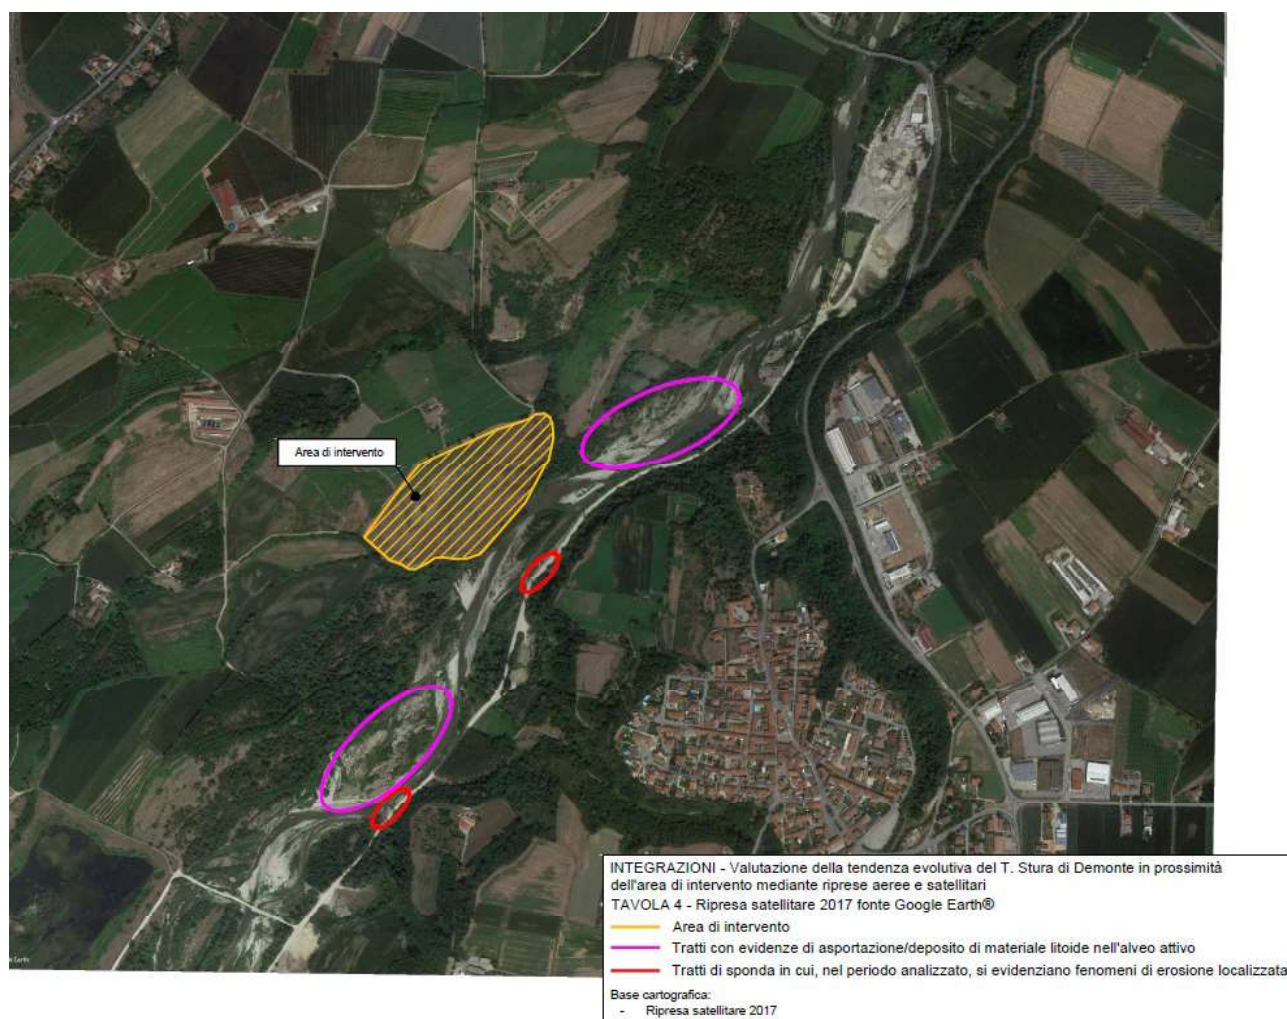 Area di intervento
INTEGRAZIONI - Valutazione della tendenza evolutiva del T. Stura di Demonte in prossimità
dell'area di intervento mediante riprese aeree e satellitari
TAVOLA 4 - Ripresa satellitare 2017 fonte Google Earth®
Area di intervento
Tratti con evidenze di asportazione/deposito di materiale litoide nell'alveo attivo
Tratti di sponda in cui, nel periodo analizzato, si evidenziano fenomeni di erosione localizzata
Base cartografica:
- Ripresa satellitare 2017